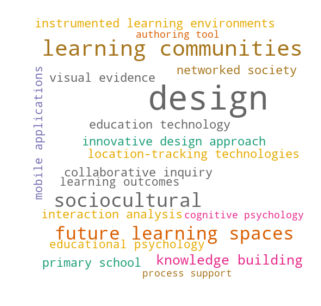 instrumented learning environments
authoring tool
learning communities
networked society
visual evidence
mobile applications
design
education technology
innovative design approach
location-tracking technologies
collaborative inquiry
learning outcomes
sociocultural
interaction analysis
cognitive psychology
future learning spaces
educational psychology
primary school
knowledge building
process support